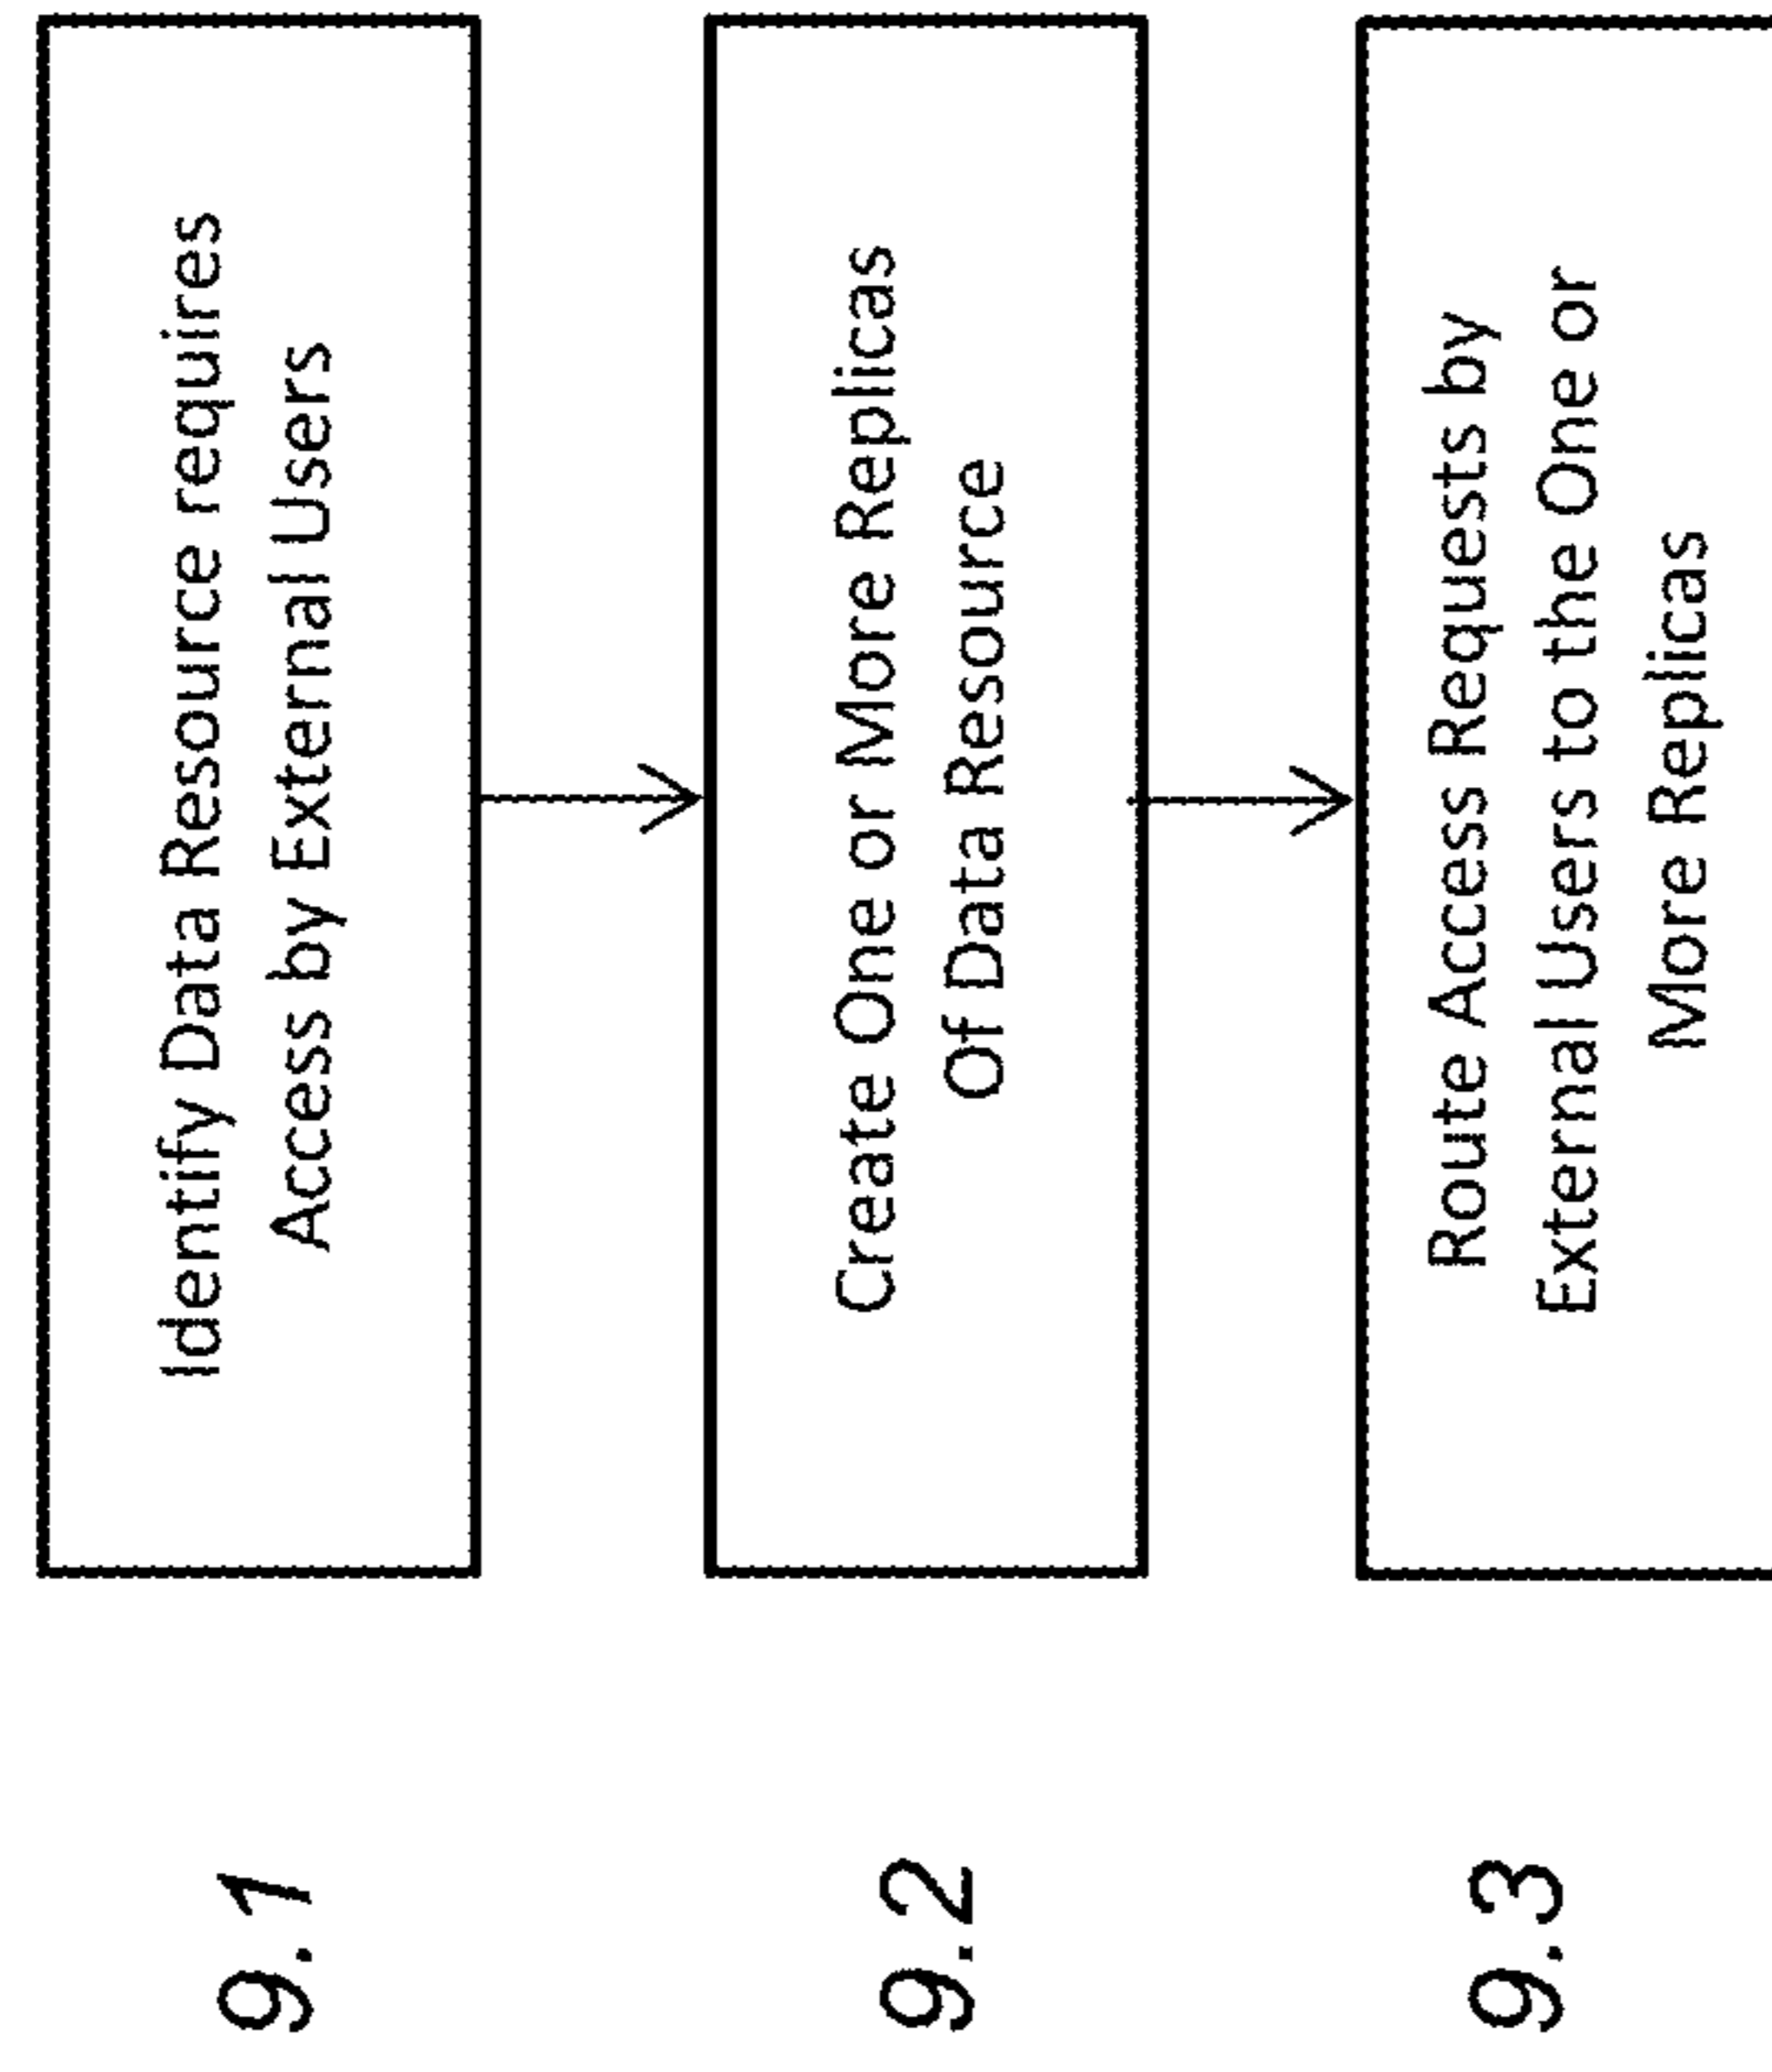 9.1
Identify Data Resource requires
Access by External Users
9.2
Create One or More Replicas
Of Data Resource
9.3
Route Access Requests by
External Users to the One or
More Replicas